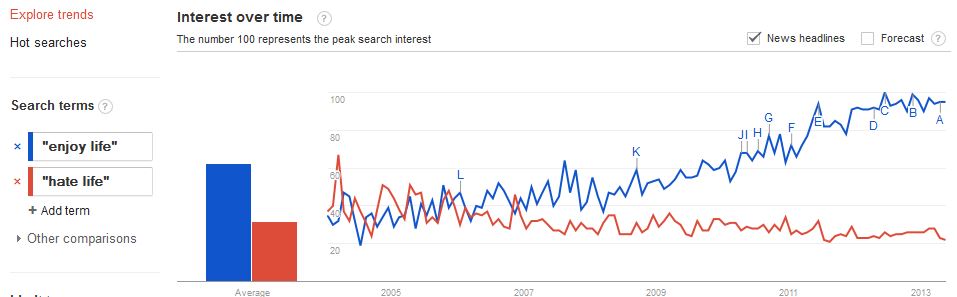 Explore trends
Hot searches
Search terms ?
× "enjoy life"
× "hate life"
+ Add term
Other comparisons
Interest over time ?
The number 100 represents the peak search interest
News headlines
Forecast ?
100
80
60
40
20
L
K
J I H
G
F
E
D
C
B
A
Average
2005
2007
2009
2011
2013